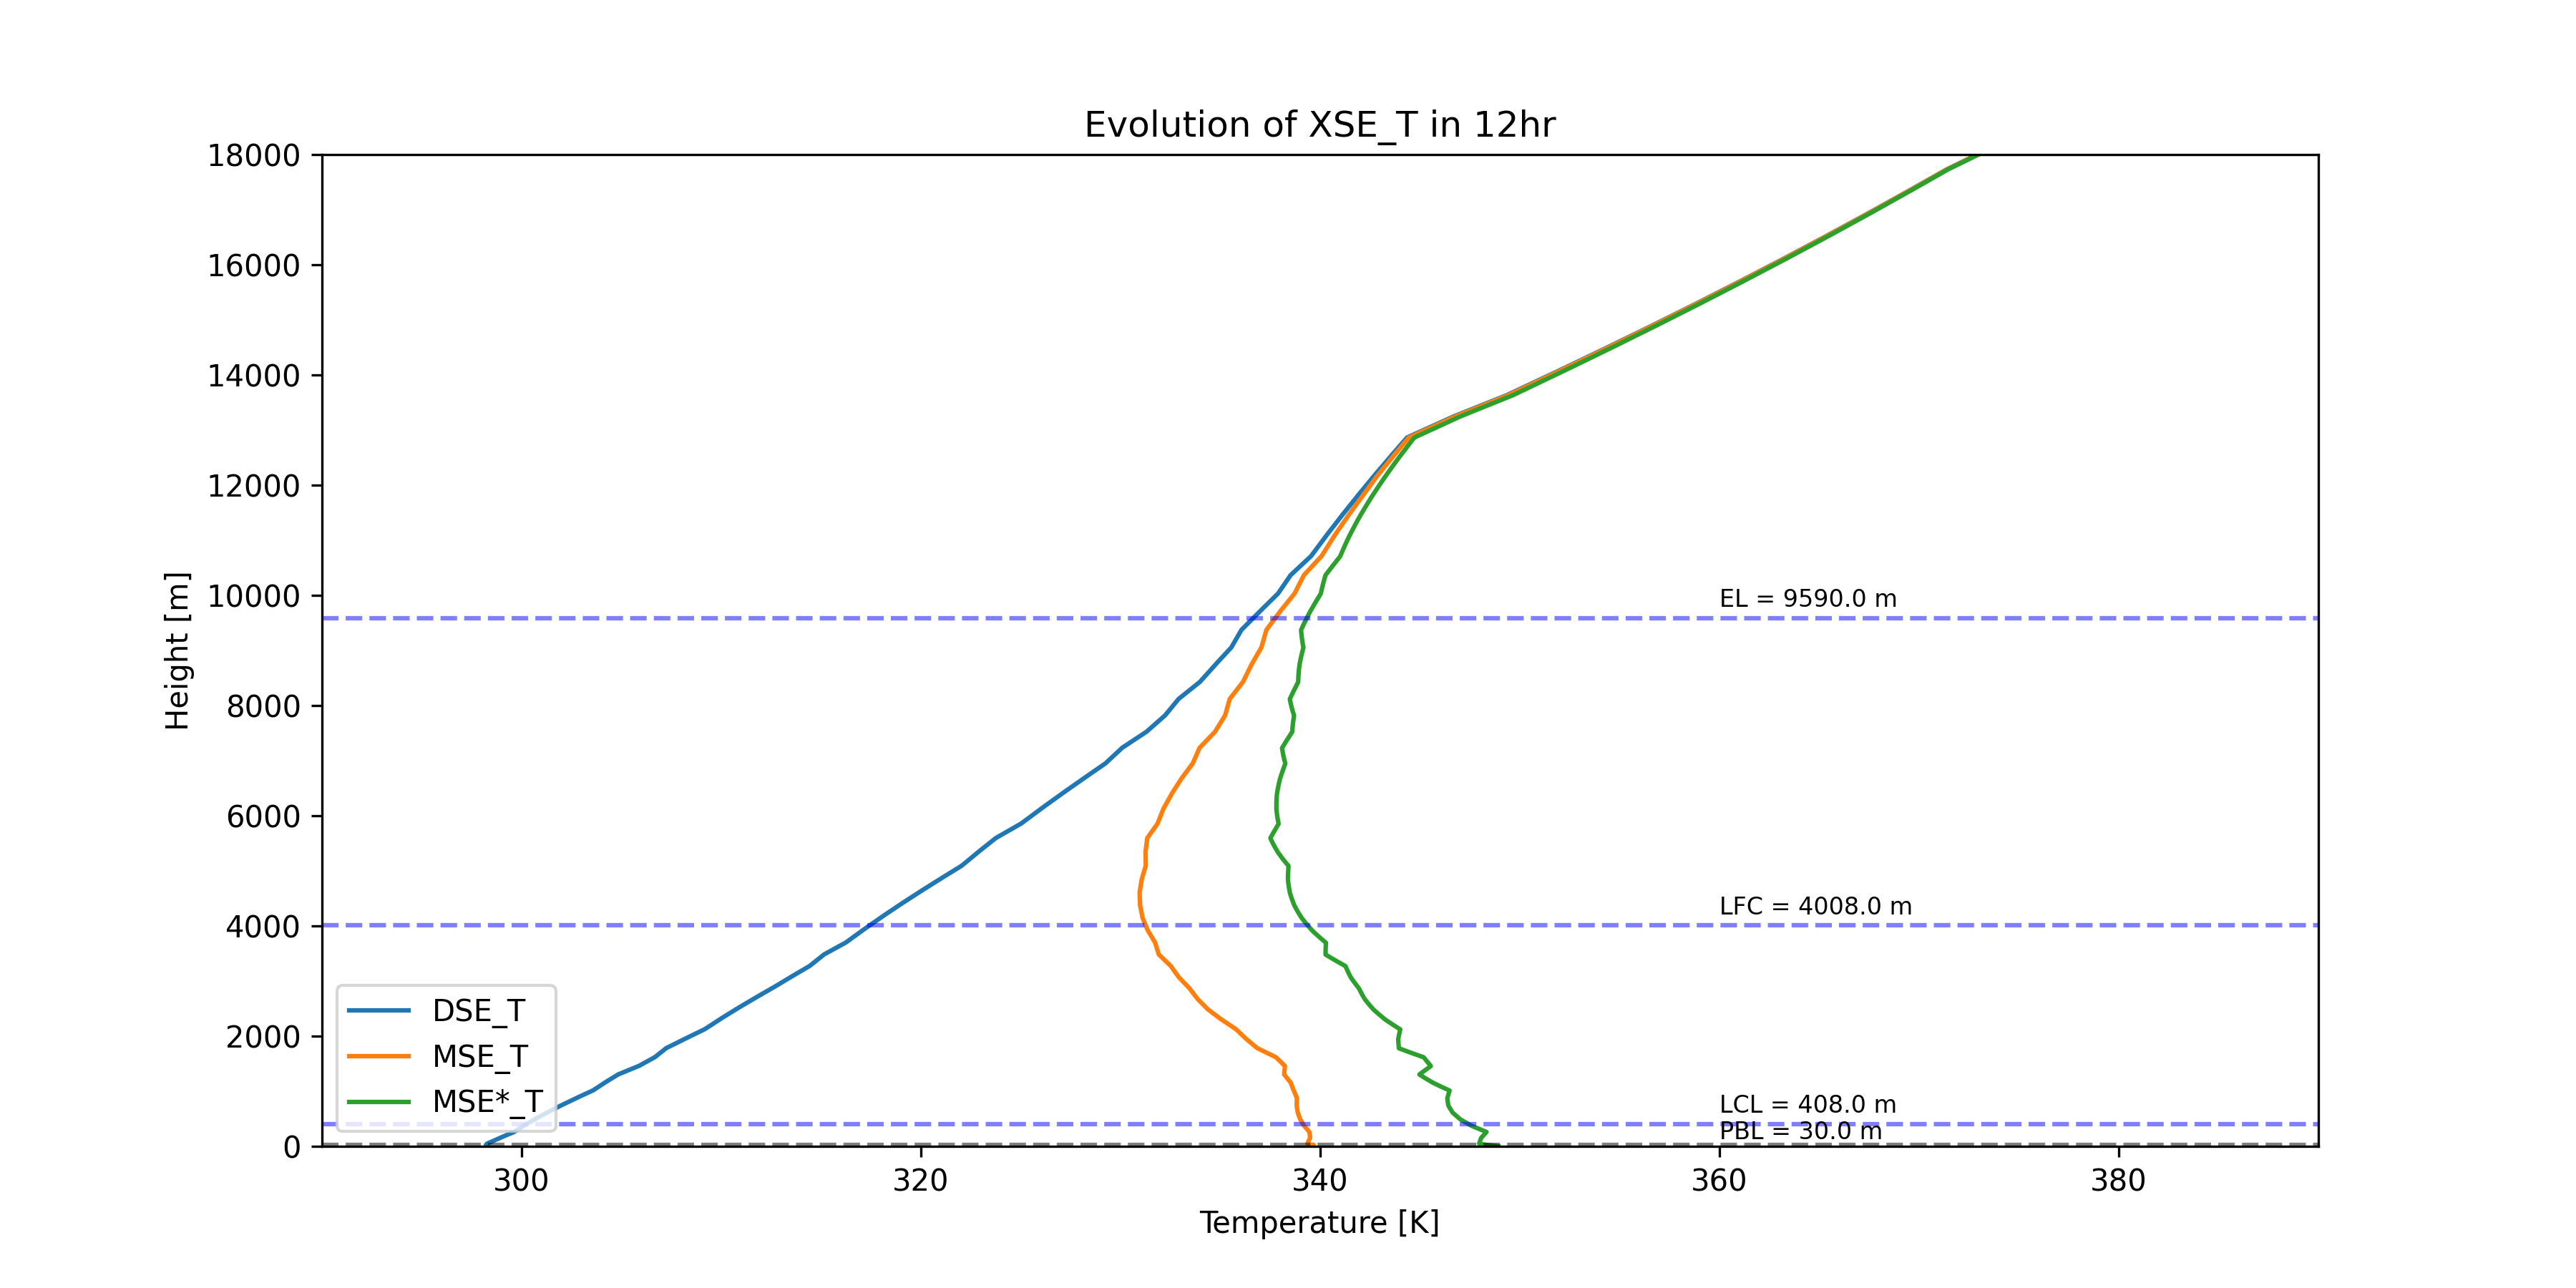 Evolution of XSE_T in 12hr
18000
16000
14000
12000
10000
8000
6000
4000
2000
0
Height [m]
EL = 9590.0 m
LFC = 4008.0 m
LCL = 408.0 m
PBL = 30.0 m
DSE_T
MSE_T
MSE*_T
300 320 340 360 380
Temperature [K]